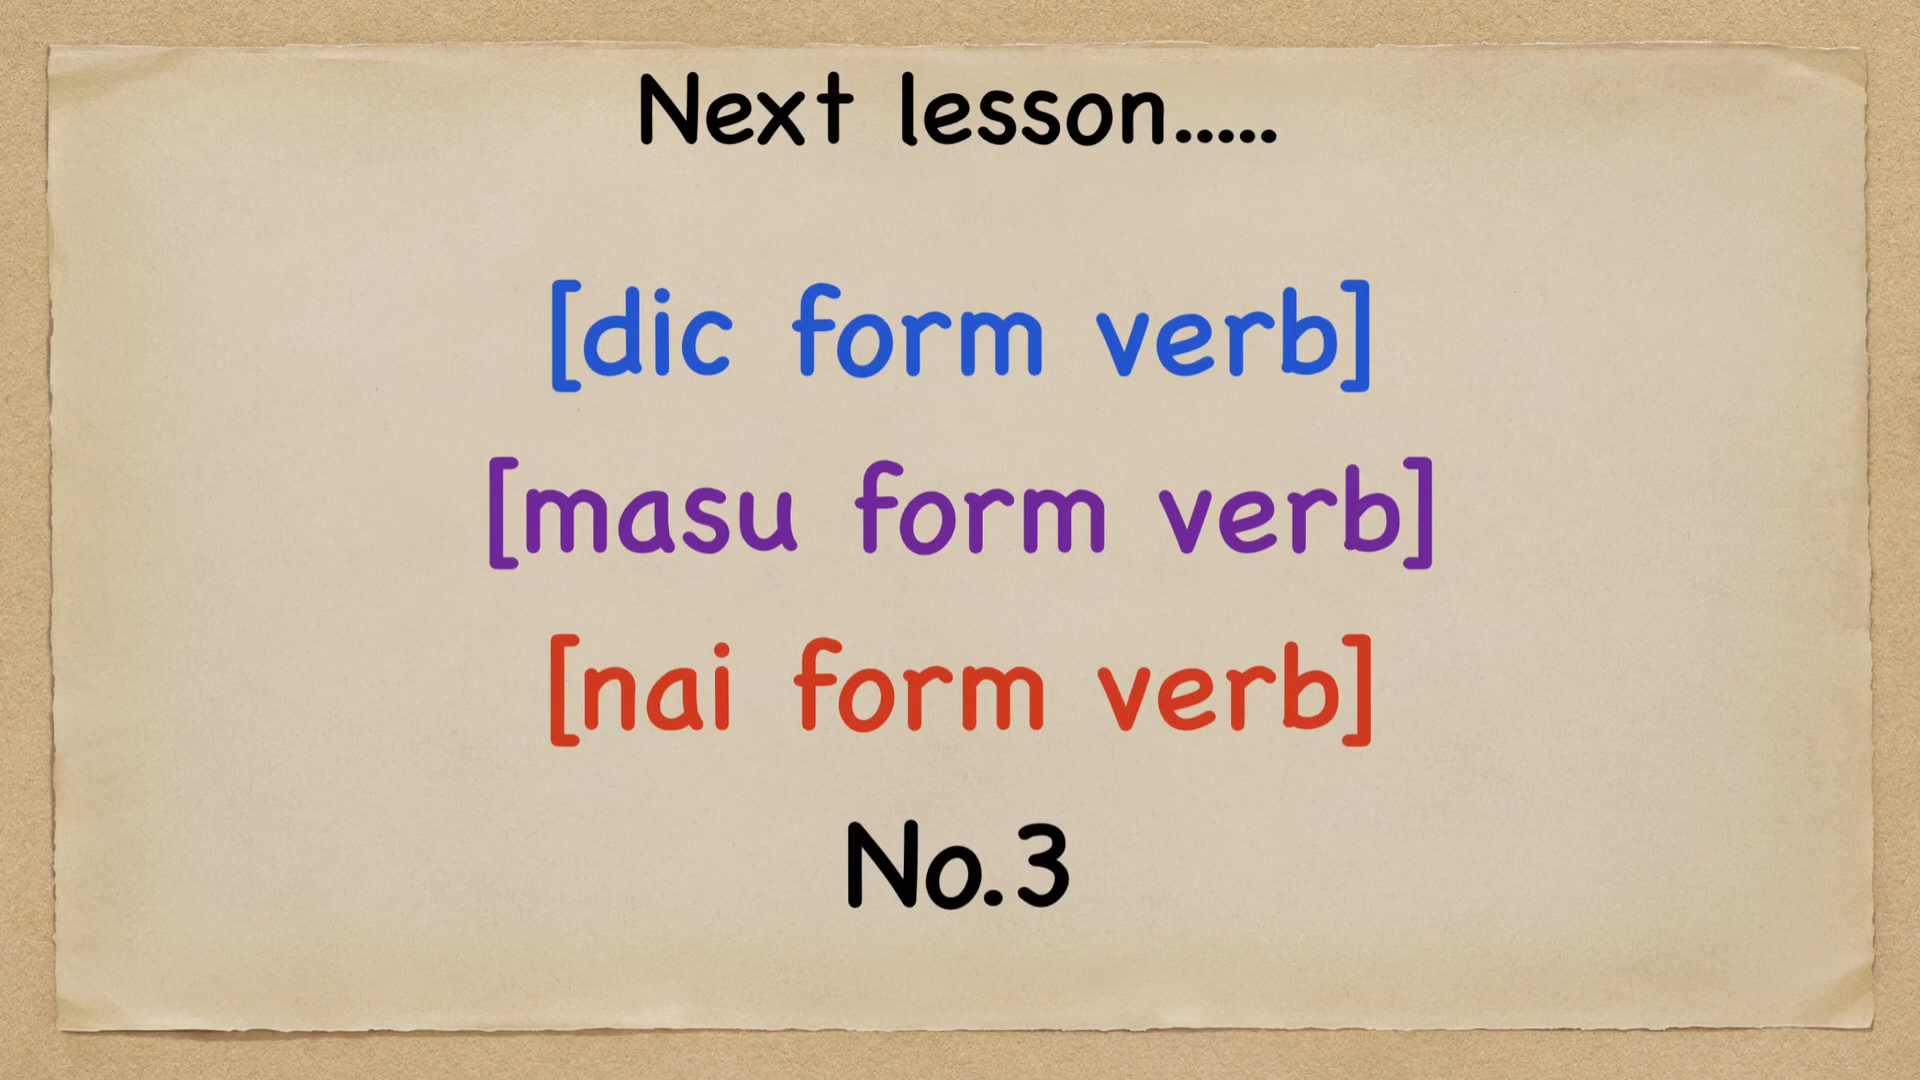 Next lesson.....
[dic form verb]
[masu form verb]
[nai form verb]
No.3